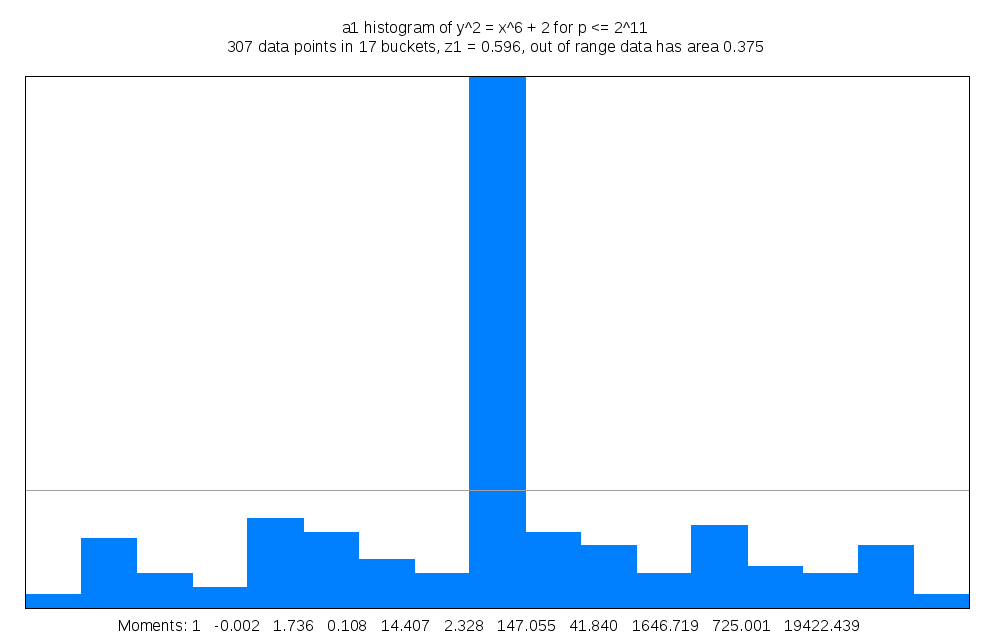 a1 histogram of y^2 = x^6 + 2 for p <= 2^11
307 data points in 17 buckets, z1 = 0.596, out of range data has area 0.375
Moments: 1 -0.002 1.736 0.108 14.407 2.328 147.055 41.840 1646.719 725.001 19422.439